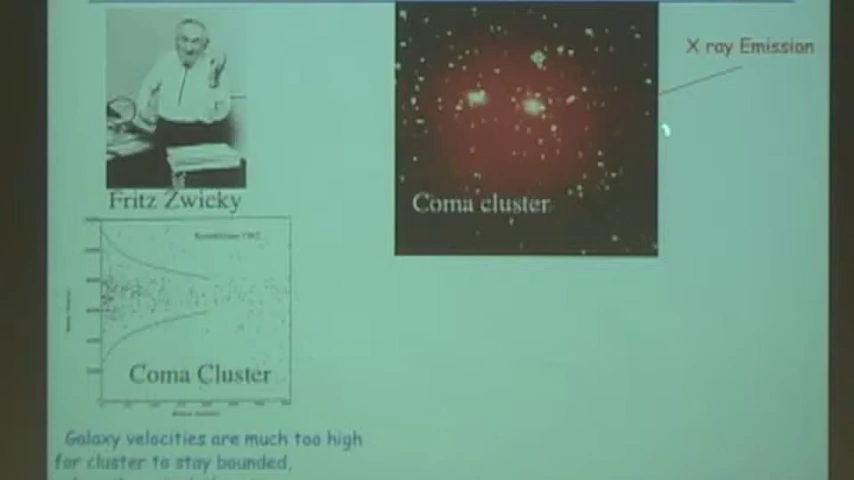 X ray Emission
Fritz Zwicky
Coma cluster
Coma Cluster
Galaxy velocities are much too high
for cluster to stay bounded,